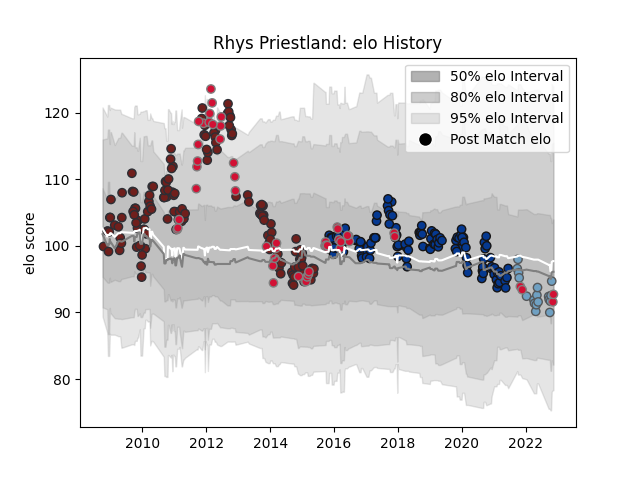 Rhys Priestland: elo History
50% elo Interval
80% elo Interval
95% elo Interval
Post Match elo
elo score
120
110
100
90
80
2010 2012 2014 2016 2018 2020 2022